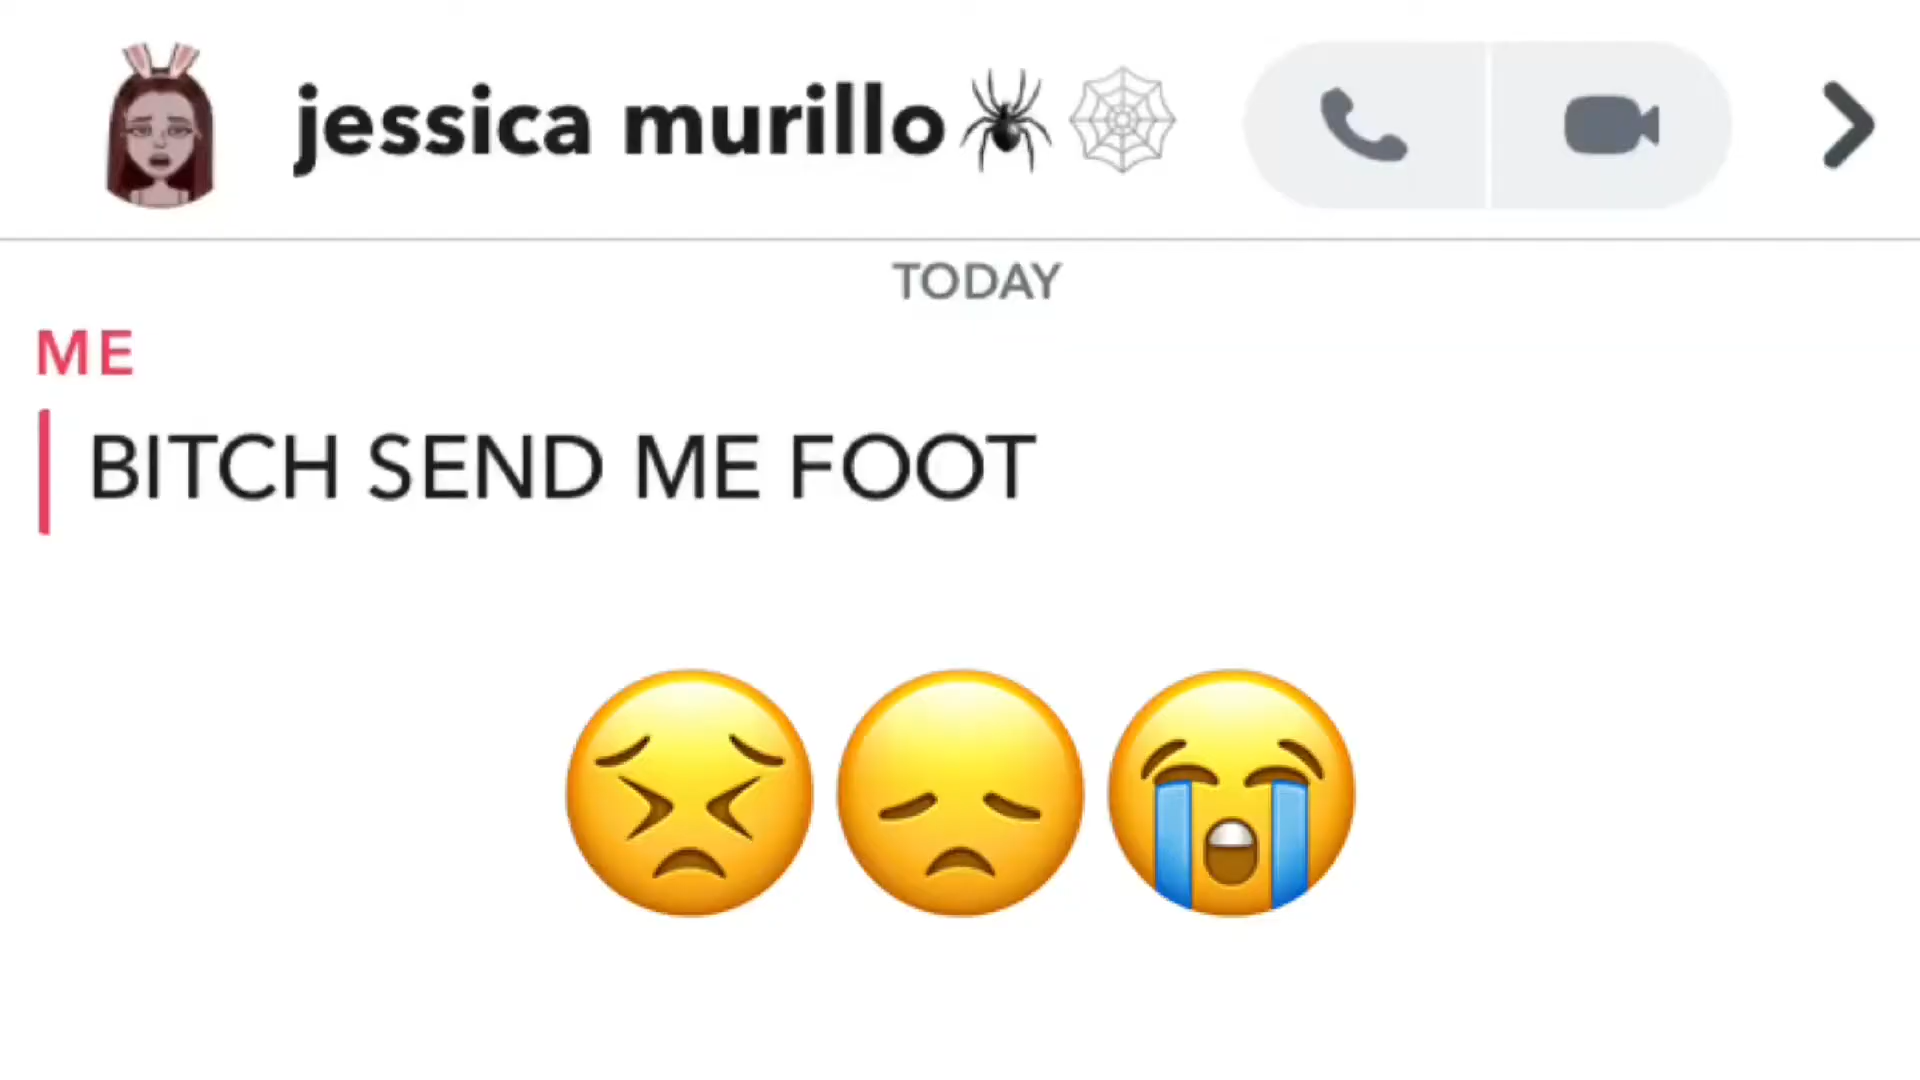 jessica murillo🕷🕸
TODAY
ME
BITCH SEND ME FOOT
😣😞😭